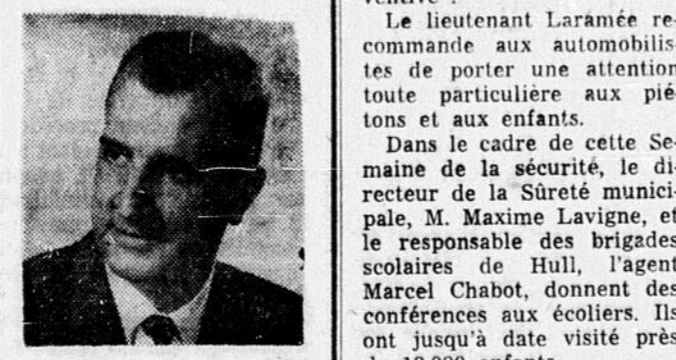 Le lieutenant Laramée re-
commande aux automobilis-
tes de porter une attention
toute particulière aux pié-
tons et aux enfants.
Dans le cadre de cette Se-
maine de la sécurité, le di-
recteur de la Sûreté munici-
pale, M. Maxime Lavigne, et
le responsable des brigades
scolaires de Hull, l'agent
Marcel Chabot, donnent des
conférences aux écoliers. Ils
ont jusqu'à date visité près